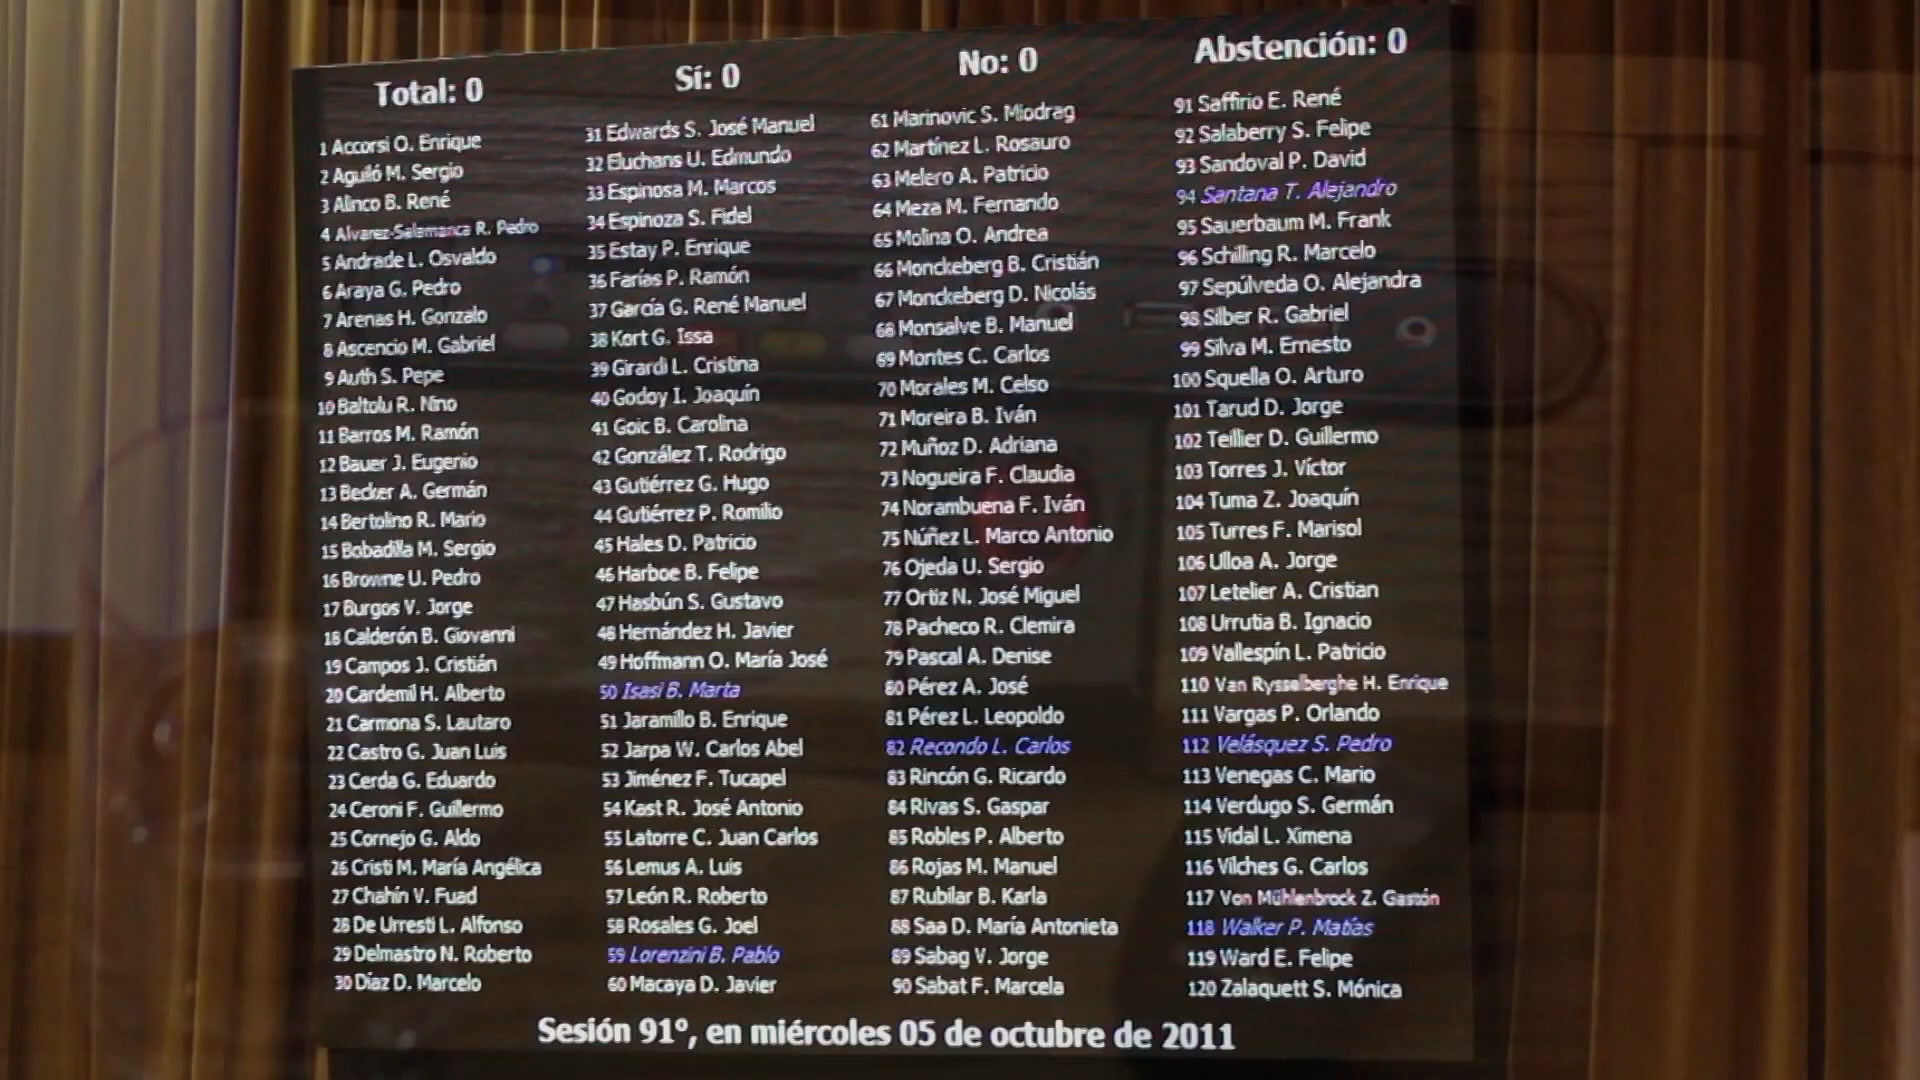 Total: 0
1 Accorsi O. Enrique
2 Aguiló M. Sergio
3 Alinco B. René
4 Alvarez-Salamanca R. Pedro
5 Andrade L. Osvaldo
6 Araya G. Pedro
7 Arenas H. Gonzalo
8 Ascencio M. Gabriel
9 Auth S. Pepe
10 Baltolu R. Nino
11 Barros M. Ramón
12 Bauer J. Eugenio
13 Becker A. Germán
14 Bertolino R. Mario
15 Bobadilla M. Sergio
16 Browne U. Pedro
17 Burgos V. Jorge
18 Calderón B. Giovanni
19 Campos J. Cristián
20 Cardemil H. Alberto
21 Carmona S. Lautaro
22 Castro G. Juan Luis
23 Cerda G. Eduardo
24 Ceroni F. Guillermo
25 Cornejo G. Aldo
26 Cristi M. María Angélica
27 Chahín V. Fuad
28 De Urresti L. Alfonso
29 Delmastro N. Roberto
30 Díaz D. Marcelo
Sí: 0
31 Edwards S. José Manuel
32 Eluchans U. Edmundo
33 Espinosa M. Marcos
34 Espinoza S. Fidel
35 Estay P. Enrique
36 Farías P. Ramón
37 García G. René Manuel
38 Kort G. Issa
39 Girardi L. Cristina
40 Godoy I. Joaquín
41 Goic B. Carolina
42 González T. Rodrigo
43 Gutiérrez G. Hugo
44 Gutiérrez P. Romilio
45 Hales D. Patricio
46 Harboe B. Felipe
47 Hasbún S. Gustavo
48 Hernández H. Javier
49 Hoffmann O. María José
50 Isasi B. Marta
51 Jaramillo B. Enrique
52 Jarpa W. Carlos Abel
53 Jiménez F. Tucapel
54 Kast R. José Antonio
55 Latorre C. Juan Carlos
56 Lemus A. Luis
57 León R. Roberto
58 Rosales G. Joel
59 Lorenzini B. Pablo
60 Macaya D. Javier
No: 0
61 Marinovic S. Miodrag
62 Martínez L. Rosauro
63 Melero A. Patricio
64 Meza M. Fernando
65 Molina O. Andrea
66 Monckeberg B. Cristián
67 Monckeberg D. Nicolás
68 Monsalve B. Manuel
69 Montes C. Carlos
70 Morales M. Celso
71 Moreira B. Iván
72 Muñoz D. Adriana
73 Nogueira F. Claudia
74 Norambuena F. Iván
75 Núñez L. Marco Antonio
76 Ojeda U. Sergio
77 Ortiz N. José Miguel
78 Pacheco R. Clemira
79 Pascal A. Denise
80 Pérez A. José
81 Pérez L. Leopoldo
82 Recondo L. Carlos
83 Rincón G. Ricardo
84 Rivas S. Gaspar
85 Robles P. Alberto
86 Rojas M. Manuel
87 Rubilar B. Karla
88 Saa D. María Antonieta
89 Sabag V. Jorge
90 Sabat F. Marcela
Abstención: 0
91 Saffirio E. René
92 Salaberry S. Felipe
93 Sandoval P. David
94 Santana T. Alejandro
95 Sauerbaum M. Frank
96 Schilling R. Marcelo
97 Sepúlveda O. Alejandra
98 Silber R. Gabriel
99 Silva M. Ernesto
100 Squella O. Arturo
101 Tarud D. Jorge
102 Teillier D. Guillermo
103 Torres J. Víctor
104 Tuma Z. Joaquín
105 Turres F. Marisol
106 Ulloa A. Jorge
107 Letelier A. Cristian
108 Urrutia B. Ignacio
109 Vallespín L. Patricio
110 Van Rysselberghe H. Enrique
111 Vargas P. Orlando
112 Velásquez S. Pedro
113 Venegas C. Mario
114 Verdugo S. Germán
115 Vidal L. Ximena
116 Vilches G. Carlos
117 Von Mühlenbrock Z. Gastón
118 Walker P. Matías
119 Ward E. Felipe
120 Zalaquett S. Mónica
Sesión 91º, en miércoles 05 de octubre de 2011